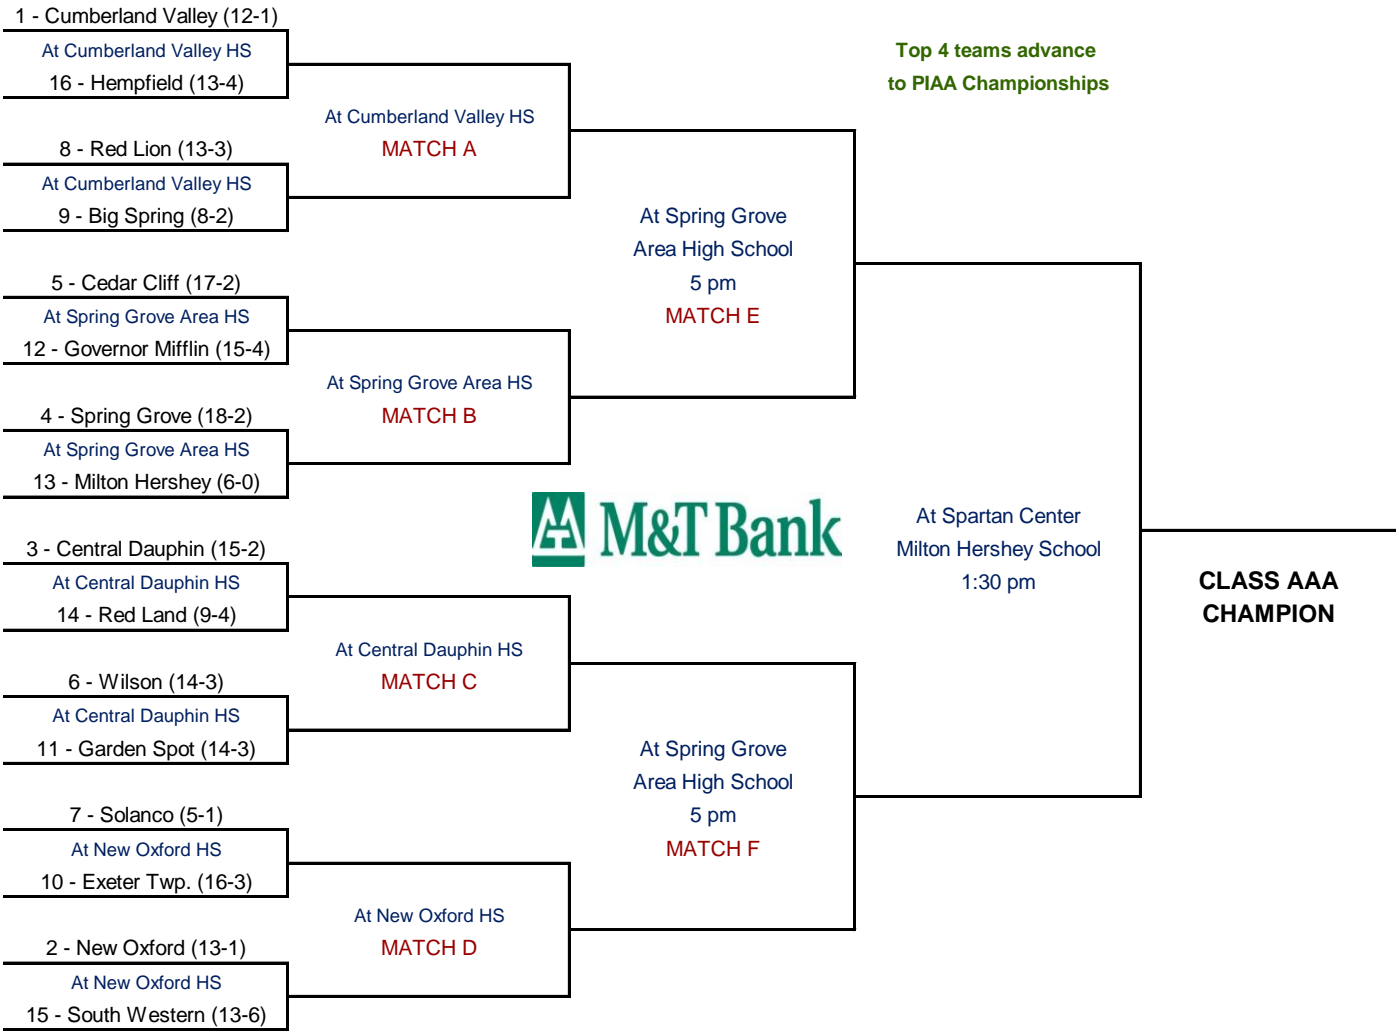 1 - Cumberland Valley (12-1)
At Cumberland Valley HS
16 - Hempfield (13-4)
8 - Red Lion (13-3)
At Cumberland Valley HS
9 - Big Spring (8-2)
5 - Cedar Cliff (17-2)
At Spring Grove Area HS
12 - Governor Mifflin (15-4)
4 - Spring Grove (18-2)
At Spring Grove Area HS
13 - Milton Hershey (6-0)
3 - Central Dauphin (15-2)
At Central Dauphin HS
14 - Red Land (9-4)
6 - Wilson (14-3)
At Central Dauphin HS
11 - Garden Spot (14-3)
7 - Solanco (5-1)
At New Oxford HS
10 - Exeter Twp. (16-3)
2 - New Oxford (13-1)
At New Oxford HS
15 - South Western (13-6)
At Cumberland Valley HS
MATCH A
At Spring Grove Area HS
MATCH B
At Central Dauphin HS
MATCH C
At New Oxford HS
MATCH D
At Spring Grove
Area High School
5 pm
MATCH E
M&T Bank
At Spring Grove
Area High School
5 pm
MATCH F
Top 4 teams advance
to PIAA Championships
At Spartan Center
Milton Hershey School
1:30 pm
CLASS AAA
CHAMPION